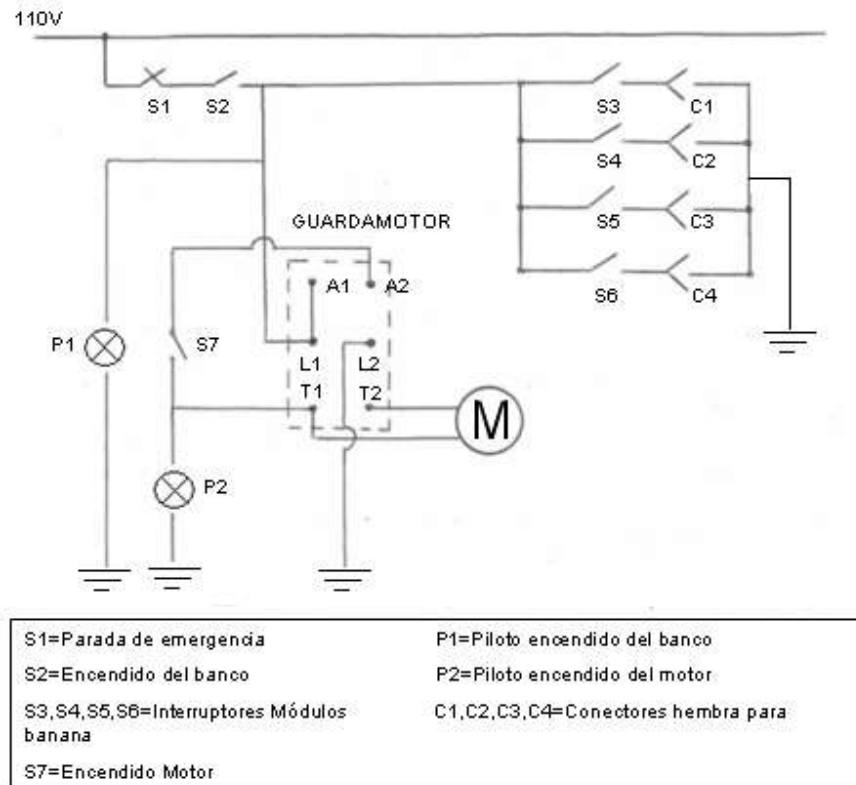 110V
S1
S2
S3
C1
S4
C2
S5
C3
S6
C4
GUARDAMOTOR
A1
A2
P1
S7
L1
L2
T1
T2
M
P2
S1=Parada de emergencia
P1=Piloto encendido del banco
S2=Encendido del banco
P2=Piloto encendido del motor
S3,S4,S5,S6=Interruptores Módulos
C1,C2,C3,C4=Conectores hembra para
banana
S7=Encendido Motor